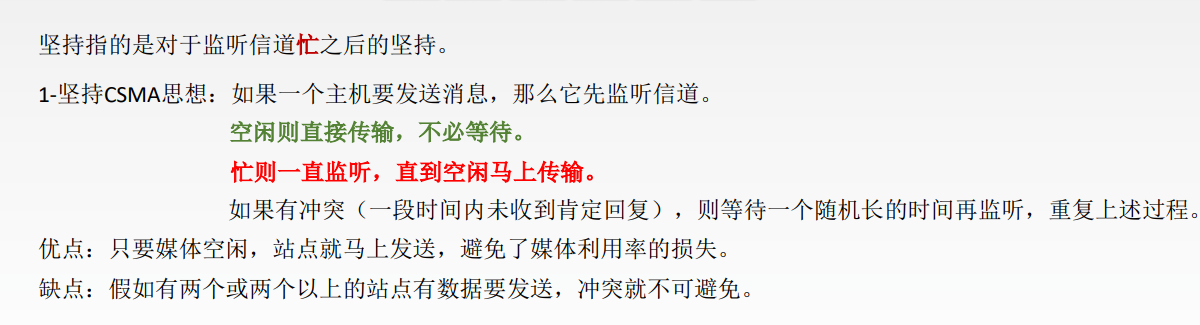 坚持指的是对于监听信道忙之后的坚持。
1-坚持CSMA思想：如果一个主机要发送消息，那么它先监听信道。
空闲则直接传输，不必等待。
忙则一直监听，直到空闲马上传输。
如果有冲突（一段时间内未收到肯定回复），则等待一个随机长的时间再监听，重复上述过程。
优点：只要媒体空闲，站点就马上发送，避免了媒体利用率的损失。
缺点：假如有两个或两个以上的站点有数据要发送，冲突就不可避免。